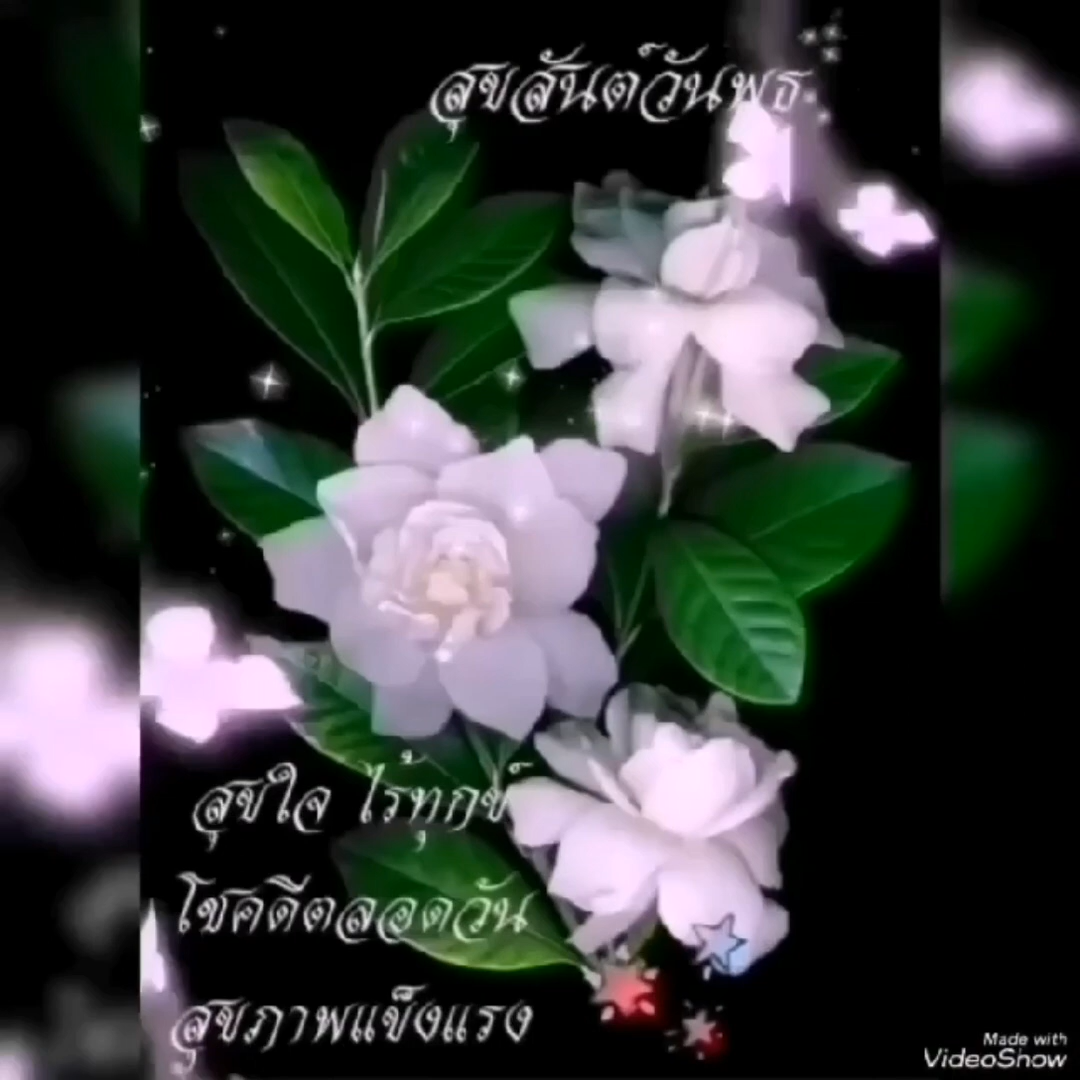 สุขสันต์วันพุธ
สุขใจ ไร้ทุกข์
โชคดีตลอดวัน
สุขภาพแข็งแรง
Made with
VideoShow